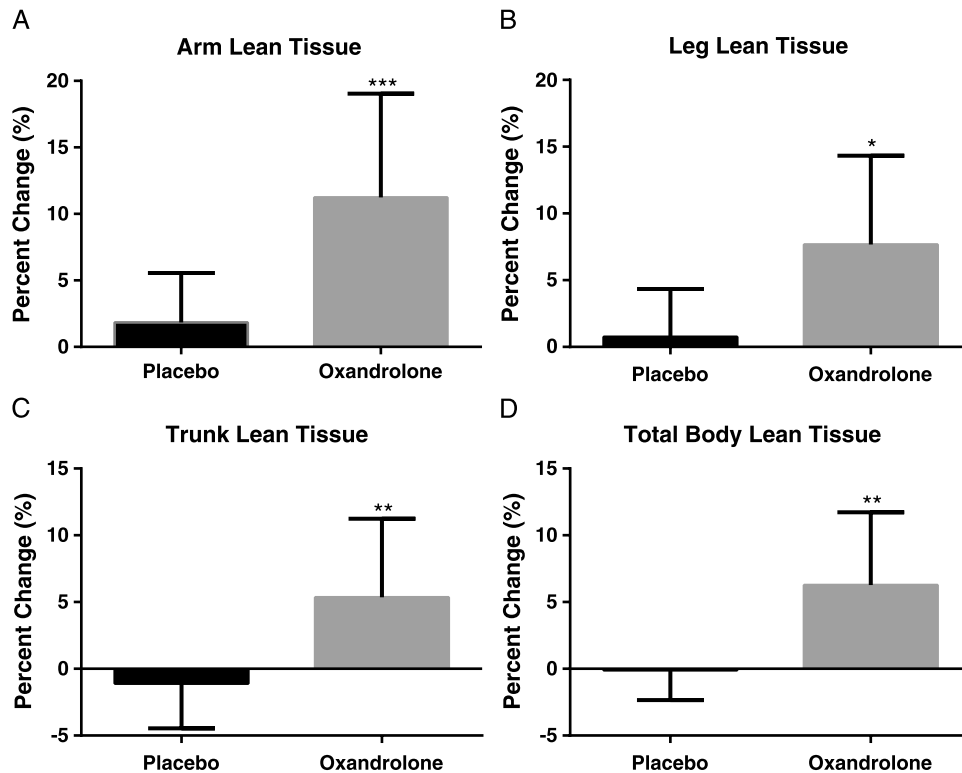 A
Arm Lean Tissue
Percent Change (%)
20
15
10
5
0
***
Placebo
Oxandrolone
B
Leg Lean Tissue
Percent Change (%)
20
15
10
5
0
*
Placebo
Oxandrolone
C
Trunk Lean Tissue
Percent Change (%)
15
10
5
0
-5
**
Placebo
Oxandrolone
D
Total Body Lean Tissue
Percent Change (%)
15
10
5
0
-5
**
Placebo
Oxandrolone